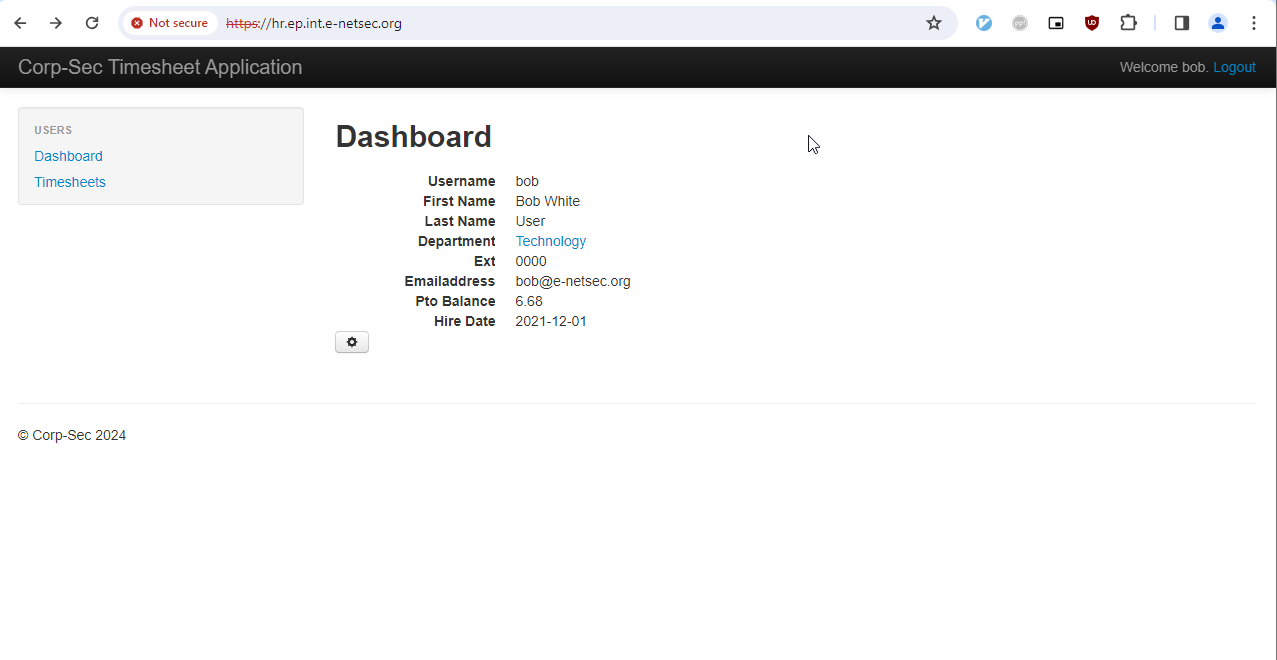 Not secure https://hr.ep.int.e-netsec.org
Corp-Sec Timesheet Application Welcome bob. Logout
USERS
Dashboard
Timesheets
Dashboard
Username bob
First Name Bob White
Last Name User
Department Technology
Ext 0000
Emailaddress bob@e-netsec.org
Pto Balance 6.68
Hire Date 2021-12-01
© Corp-Sec 2024